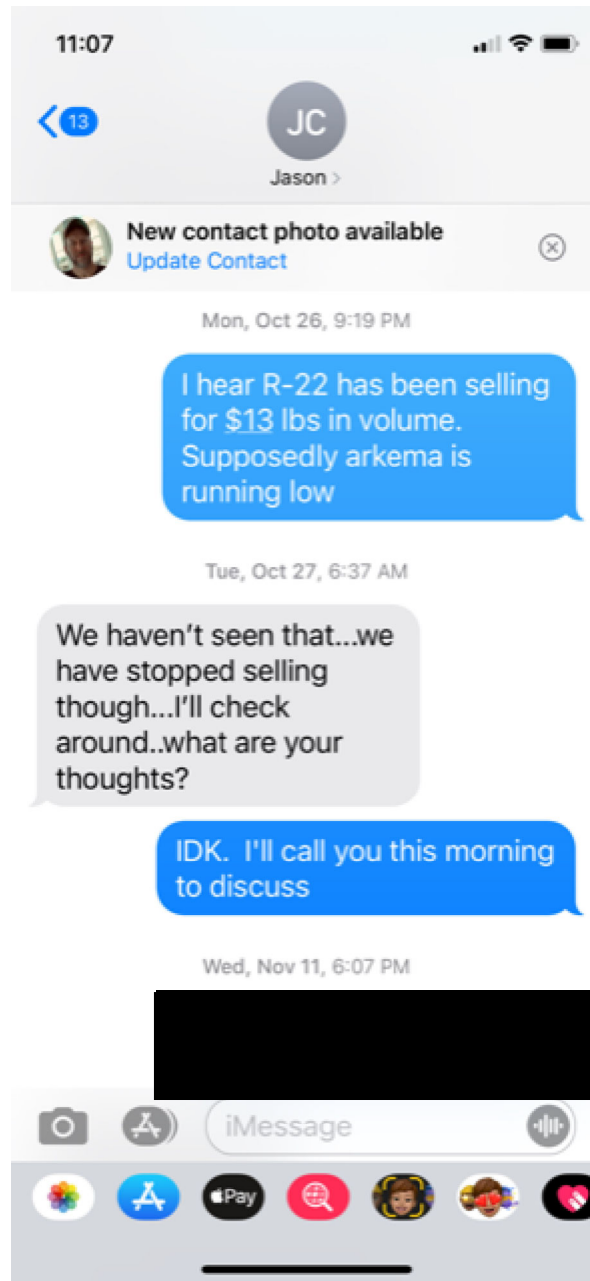 11:07
13
JC
Jason >
New contact photo available
Update Contact
Mon, Oct 26, 9:19 PM
I hear R-22 has been selling
for $13 lbs in volume.
Supposedly arkema is
running low
Tue, Oct 27, 6:37 AM
We haven't seen that...we
have stopped selling
though...I'll check
around..what are your
thoughts?
IDK.  I'll call you this morning
to discuss
Wed, Nov 11, 6:07 PM
iMessage
Pay